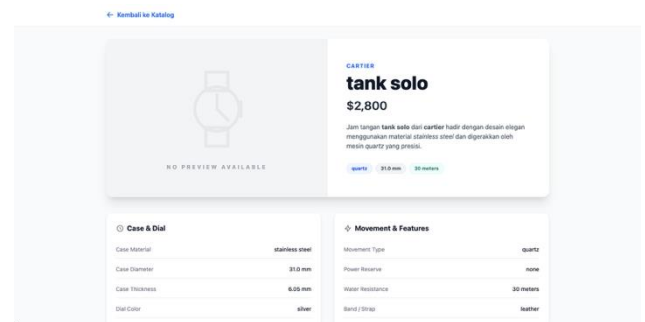 ← Kembali ke Katalog
NO PREVIEW AVAILABLE
CARTIER
tank solo
$2,800
Jam tangan tank solo dari cartier hadir dengan desain elegan
menggunakan material stainless steel dan digerakkan oleh
mesin quartz yang presisi.
quartz 31.0 mm 30 meters
Case & Dial
Case Material stainless steel
Case Diameter 31.0 mm
Case Thickness 6.05 mm
Dial Color silver
Movement & Features
Movement Type quartz
Power Reserve none
Water Resistance 30 meters
Band / Strap leather